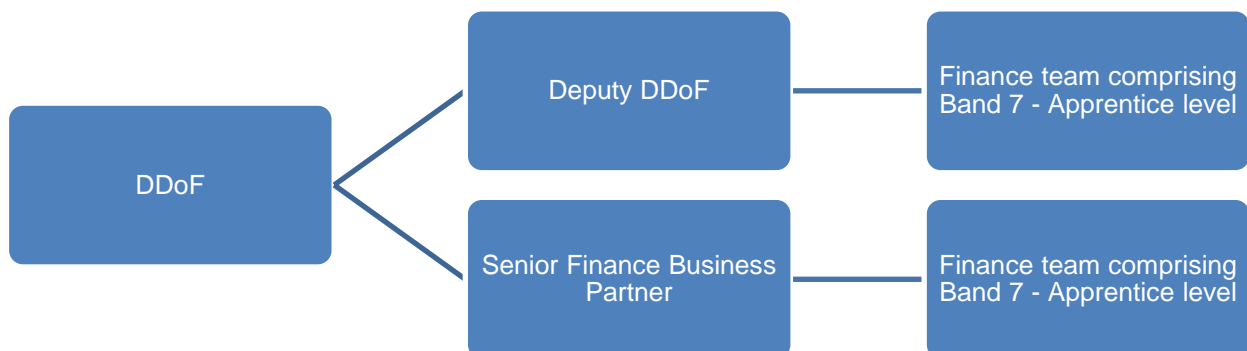 DDoF
Deputy DDoF
Finance team comprising
Band 7 - Apprentice level
Senior Finance Business
Partner
Finance team comprising
Band 7 - Apprentice level